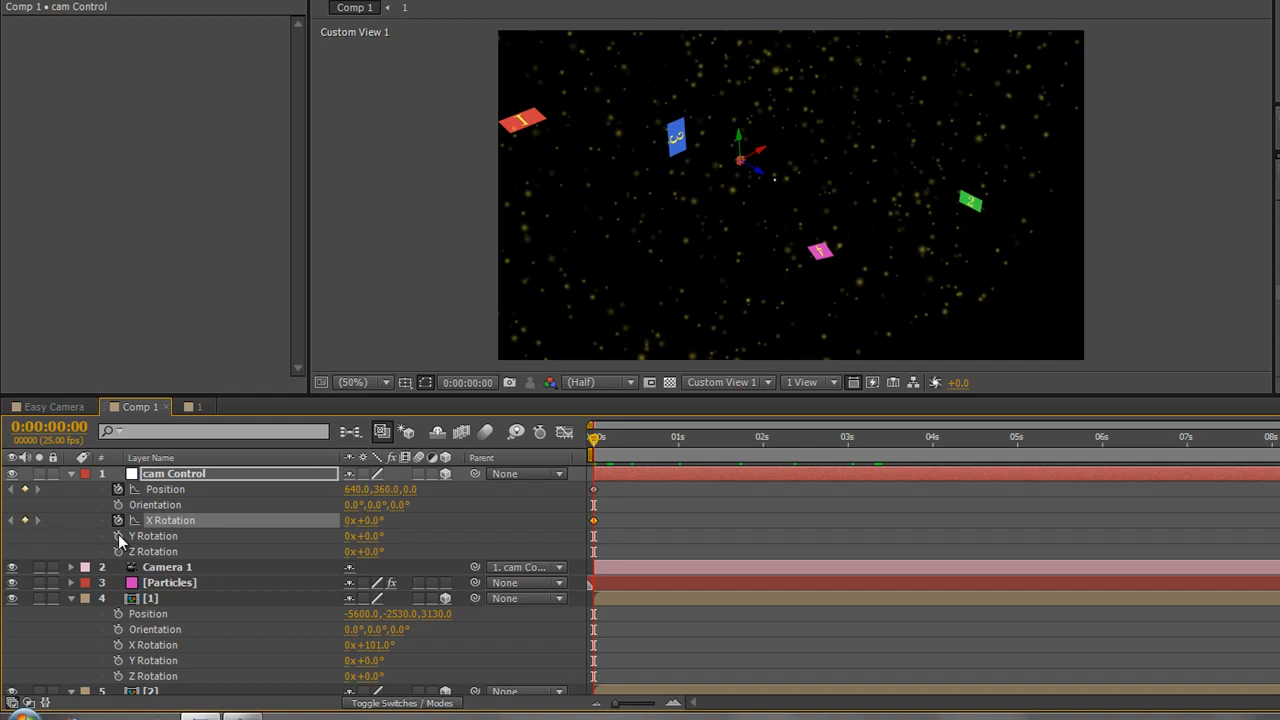 Comp 1 • cam Control
Comp 1 1
Custom View 1
1
3
2
(50%) 0:00:00:00 (Half) Custom View 1 1 View +0.0
Easy Camera Comp 1 × 1
0:00:00:00
00000 (25.00 fps)
01s 02s 03s 04s 05s 06s 07s 08s
# Layer Name Parent
1 cam Control None
Position 640.0,360.0,0.0
Orientation 0.0°,0.0°,0.0°
X Rotation 0x+0.0°
Y Rotation 0x+0.0°
Z Rotation 0x+0.0°
2 Camera 1 1. cam Co...
3 [Particles] fx None
4 [1] None
Position -5600.0,-2530.0,3130.0
Orientation 0.0°,0.0°,0.0°
X Rotation 0x+101.0°
Y Rotation 0x+0.0°
Z Rotation 0x+0.0°
5 [2] None
Toggle Switches / Modes